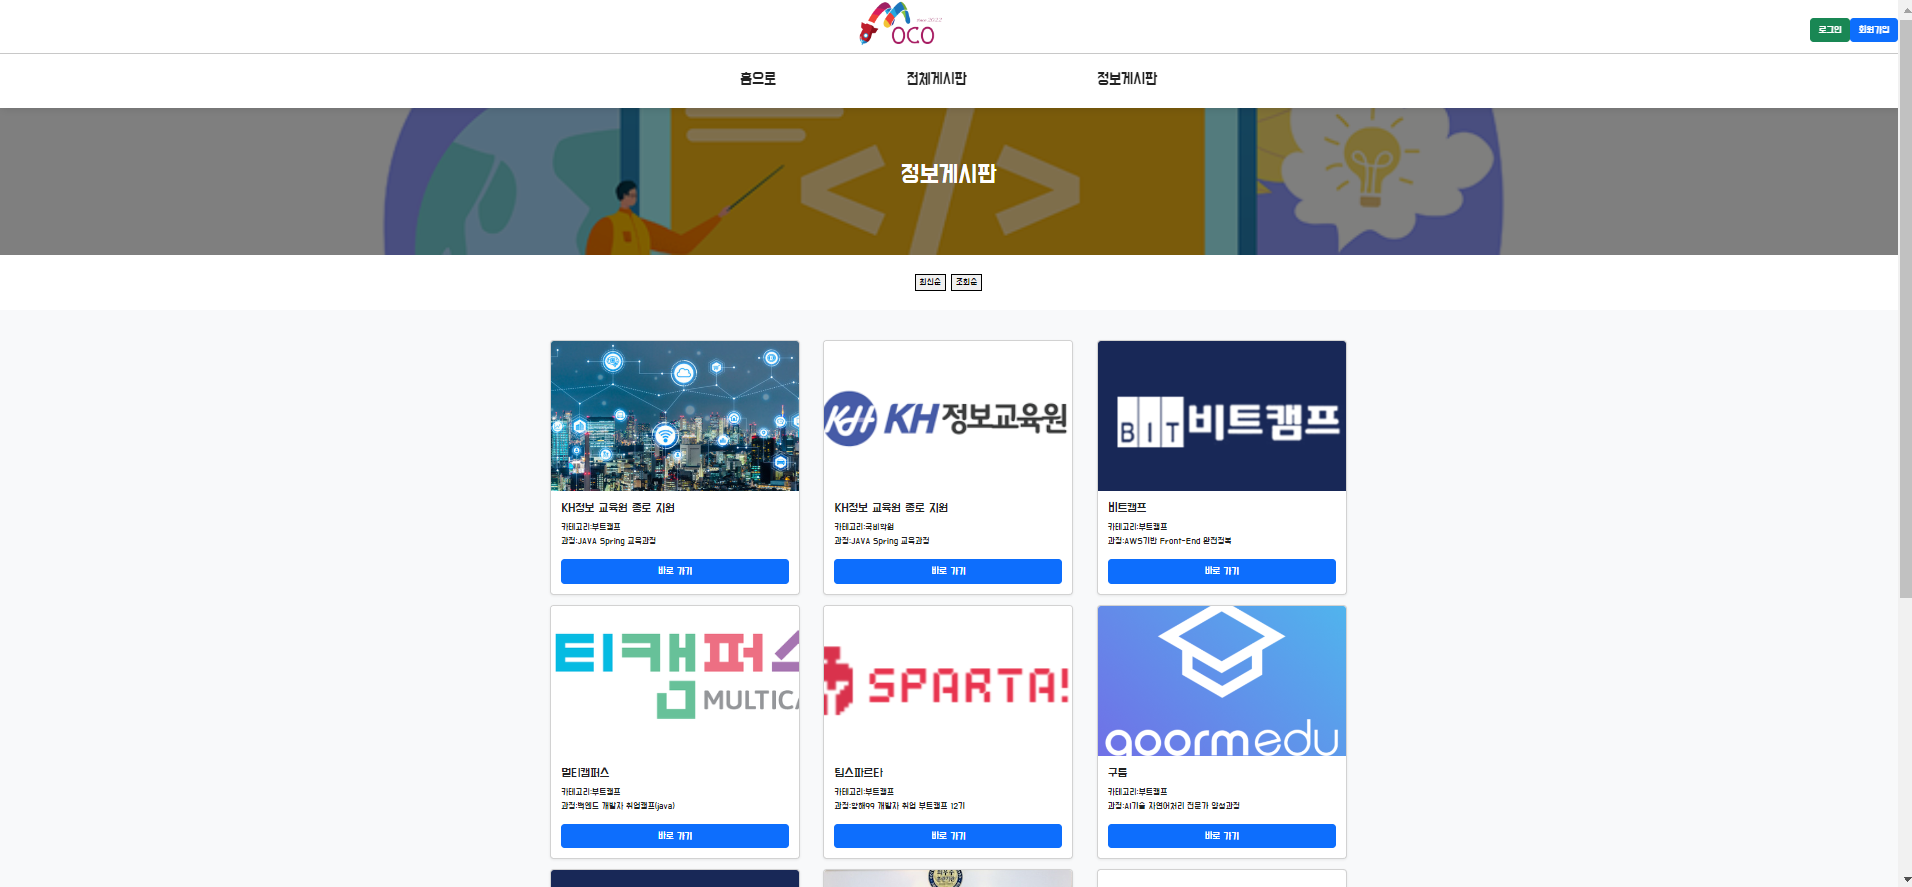 since 2022
OCO
로그인
회원가입
홈으로
전체게시판
정보게시판
정보게시판
최신순
조회순
KH KH정보교육원
BIT 비트캠프
KH정보 교육원 종로 지원
카테고리:부트캠프
과정:JAVA Spring 교육과정
바로 가기
KH정보 교육원 종로 지원
카테고리:국비학원
과정:JAVA Spring 교육과정
바로 가기
비트캠프
카테고리:부트캠프
과정:AWS기반 Front-End 완전정복
바로 가기
티캠퍼스
MULTICA
SPARTA!
goormedu
멀티캠퍼스
카테고리:부트캠프
과정:백엔드 개발자 취업캠프(java)
바로 가기
팀스파르타
카테고리:부트캠프
과정:항해99 개발자 취업 부트캠프 12기
바로 가기
구름
카테고리:부트캠프
과정:AI기술 자연어처리 전문가 양성과정
바로 가기